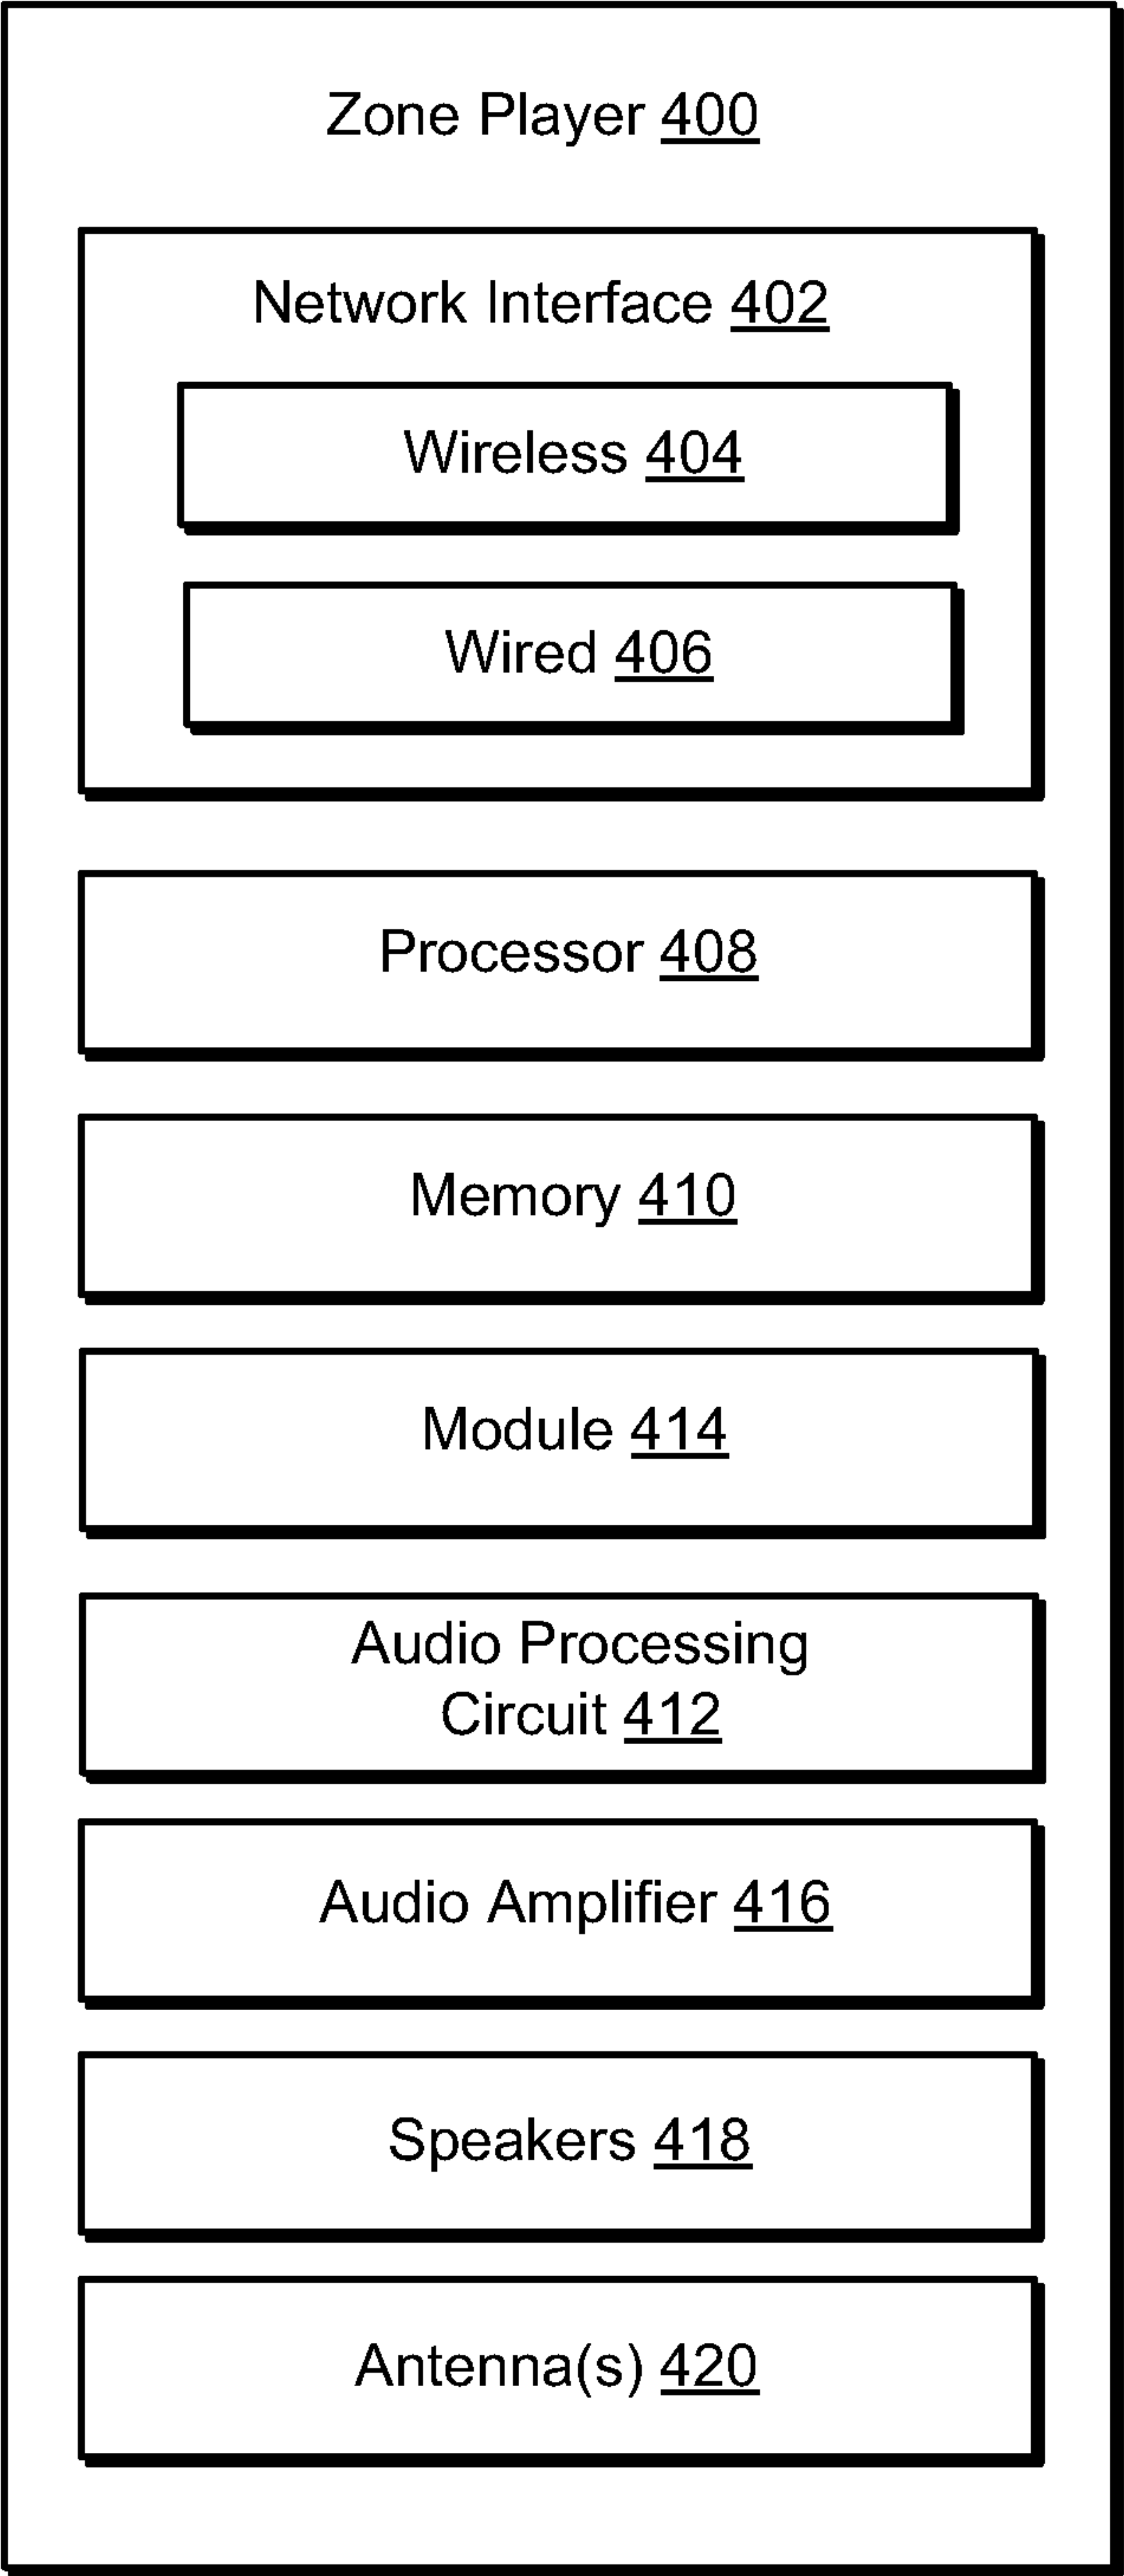 Zone Player 400
Network Interface 402
Wireless 404
Wired 406
Processor 408
Memory 410
Module 414
Audio Processing
Circuit 412
Audio Amplifier 416
Speakers 418
Antenna(s) 420